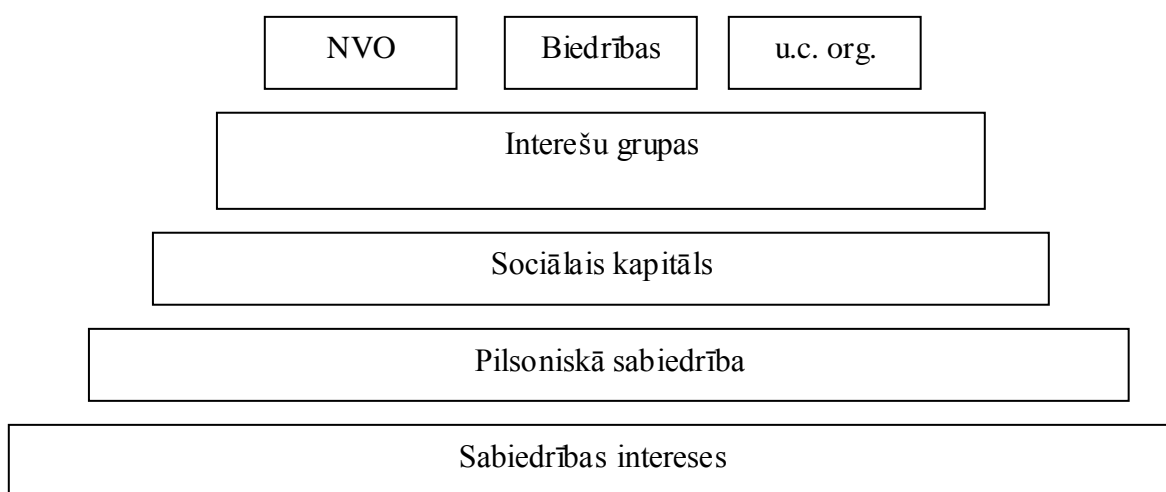 NVO Biedrības u.c. org.
Interešu grupas
Sociālais kapitāls
Pilsoniskā sabiedrība
Sabiedrības intereses